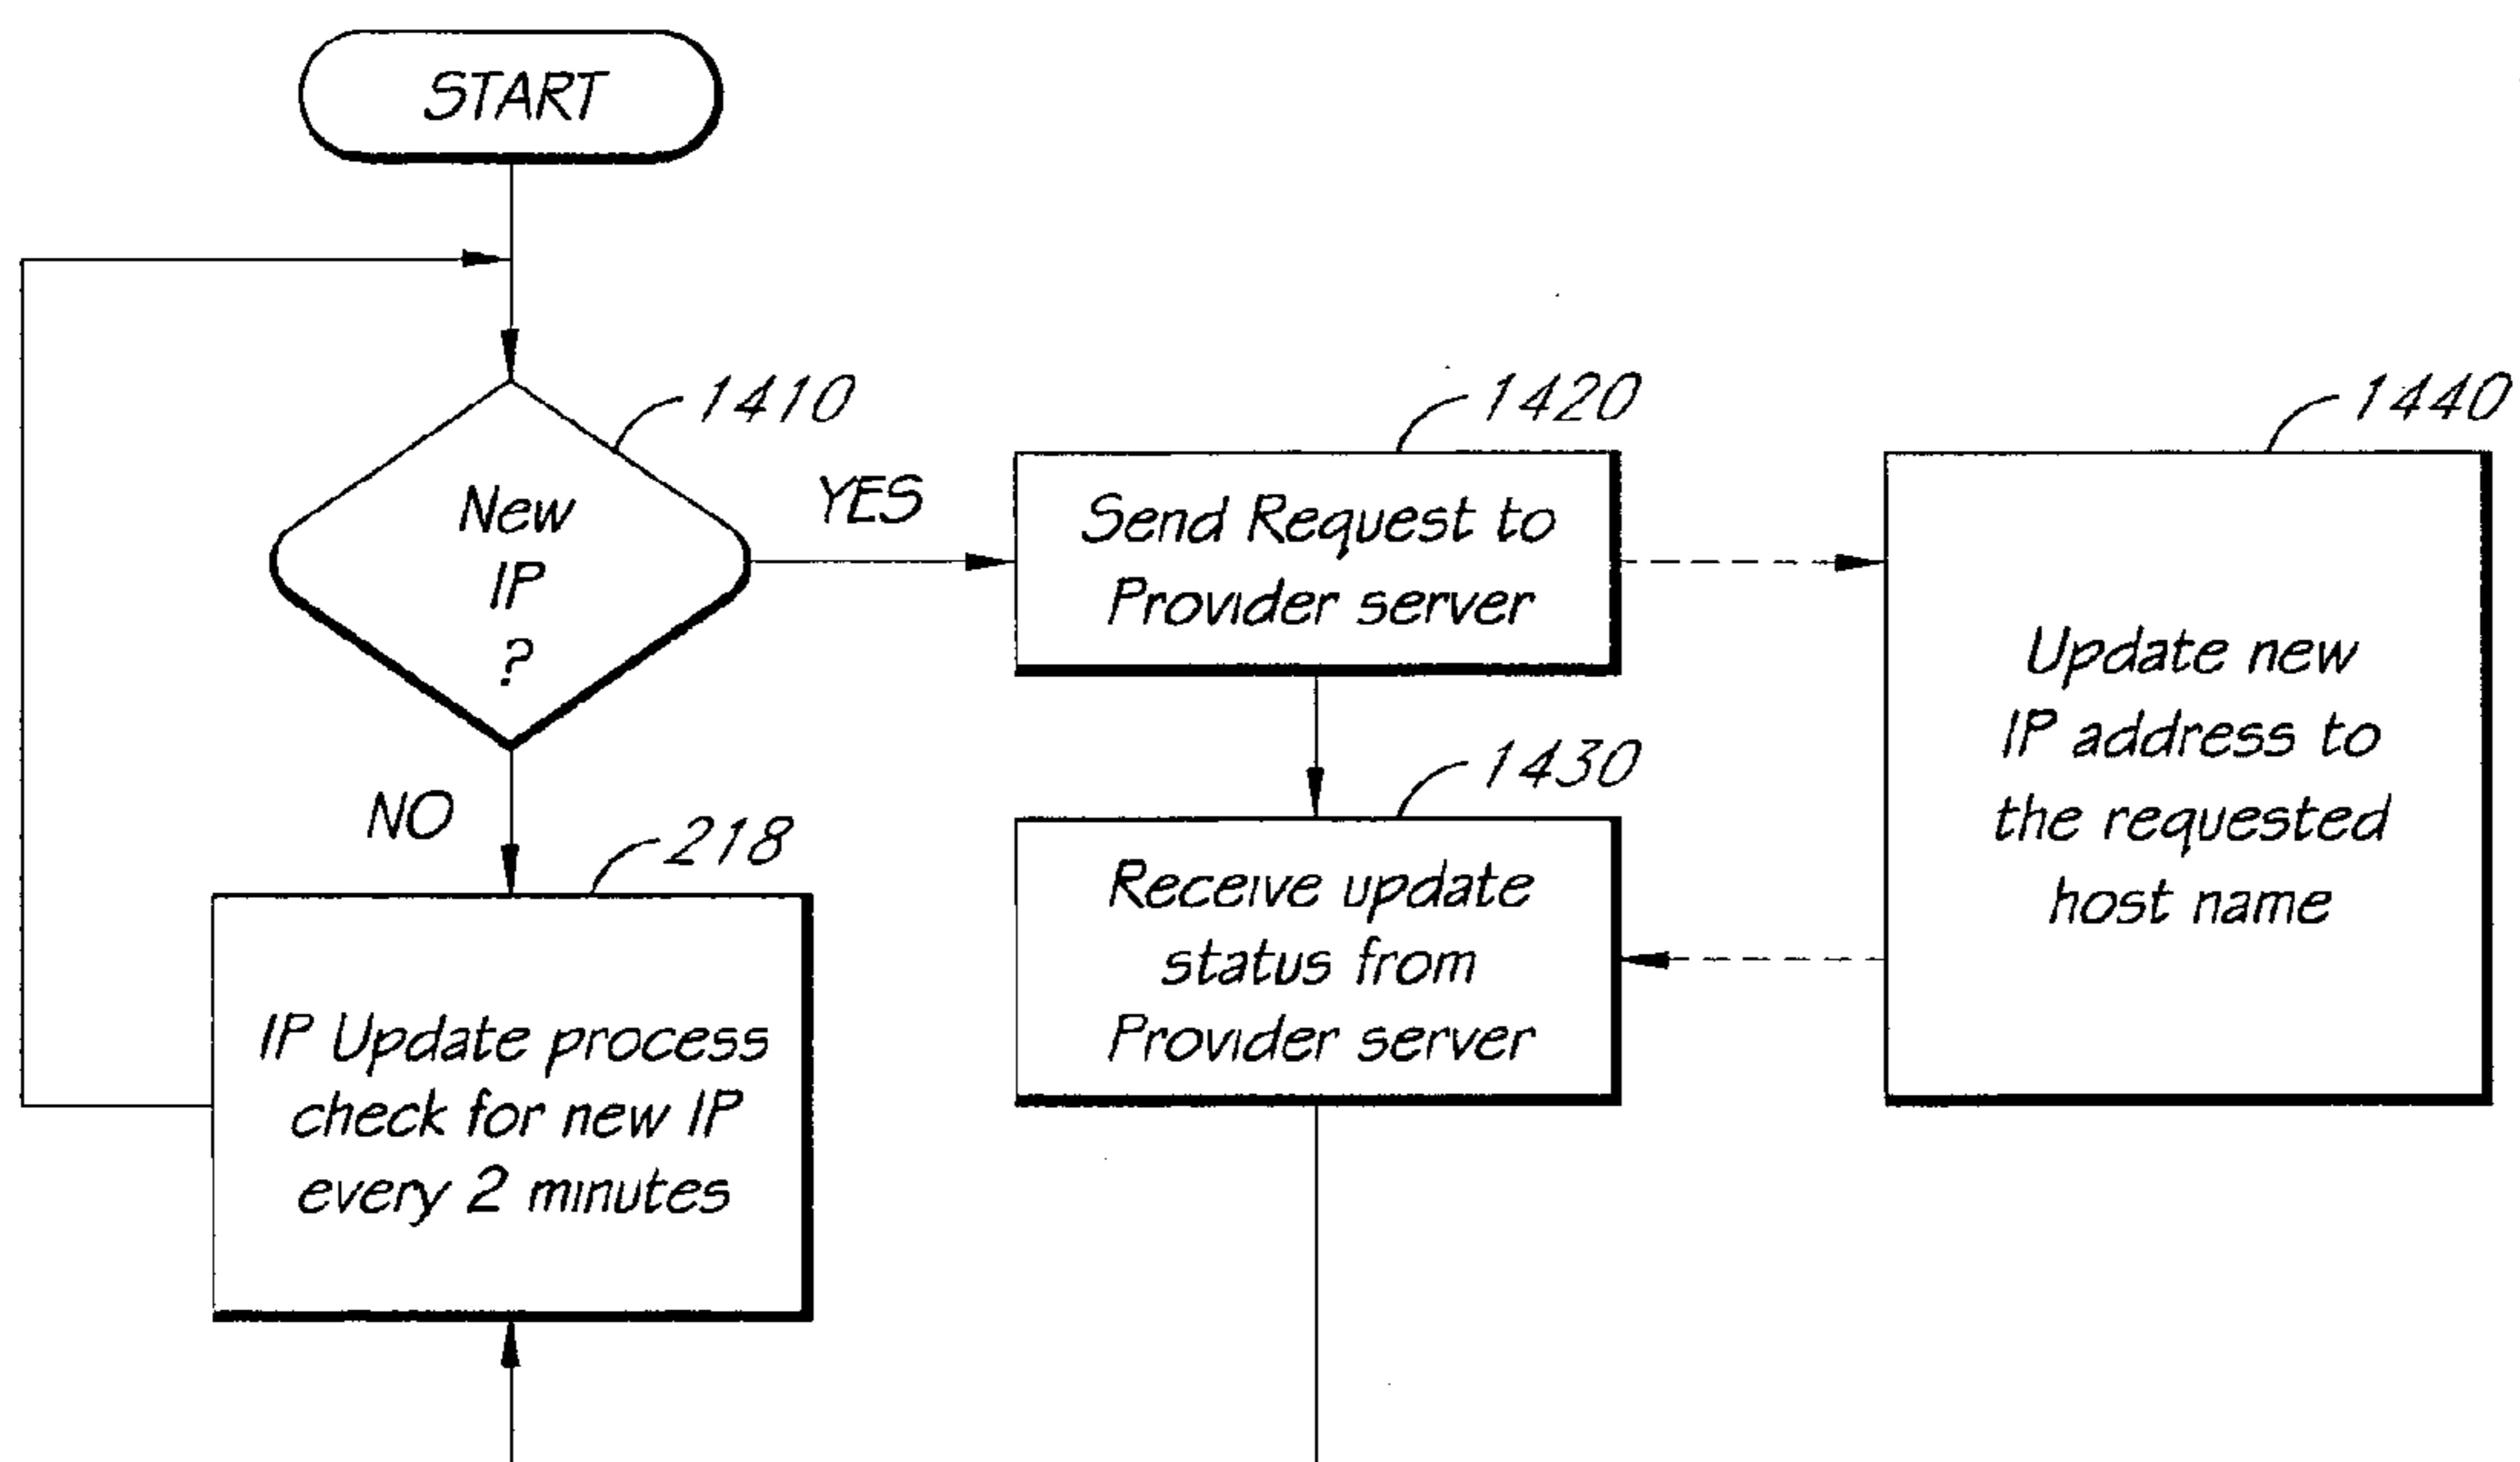 START
1410
New
IP
?
YES
1420
Send Request to
Provider server
1440
Update new
IP address to
the requested
host name
NO
218
IP Update process
check for new IP
every 2 minutes
1430
Receive update
status from
Provider server